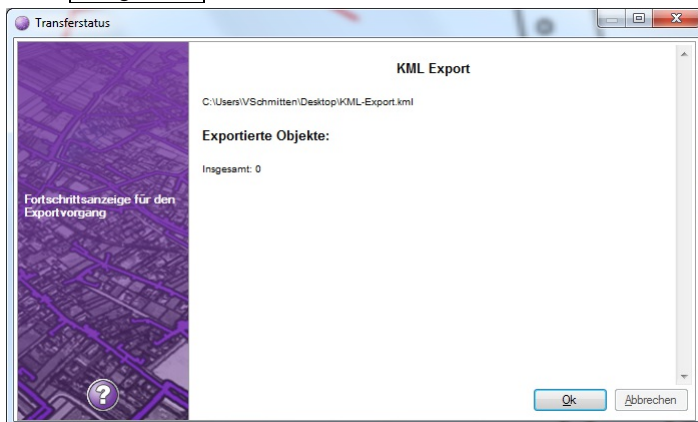 Transferstatus
KML Export
C:\Users\VSchmitten\Desktop\KML-Export.kml
Exportierte Objekte:
Insgesamt: 0
Fortschrittsanzeige für den
Exportvorgang
?
Ok
Abbrechen